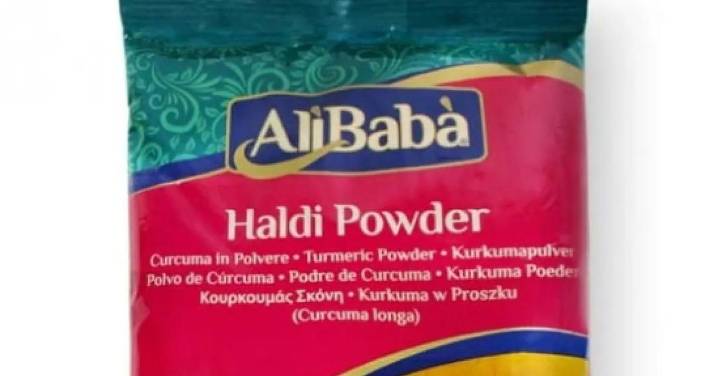 AliBabà
Haldi Powder
Curcuma in Polvere • Turmeric Powder • Kurkumapulver
Polvo de Cúrcuma • Podre de Curcuma • Kurkuma Poeder
Κουρκουμάς Σκόνη • Kurkuma w Proszku
(Curcuma longa)